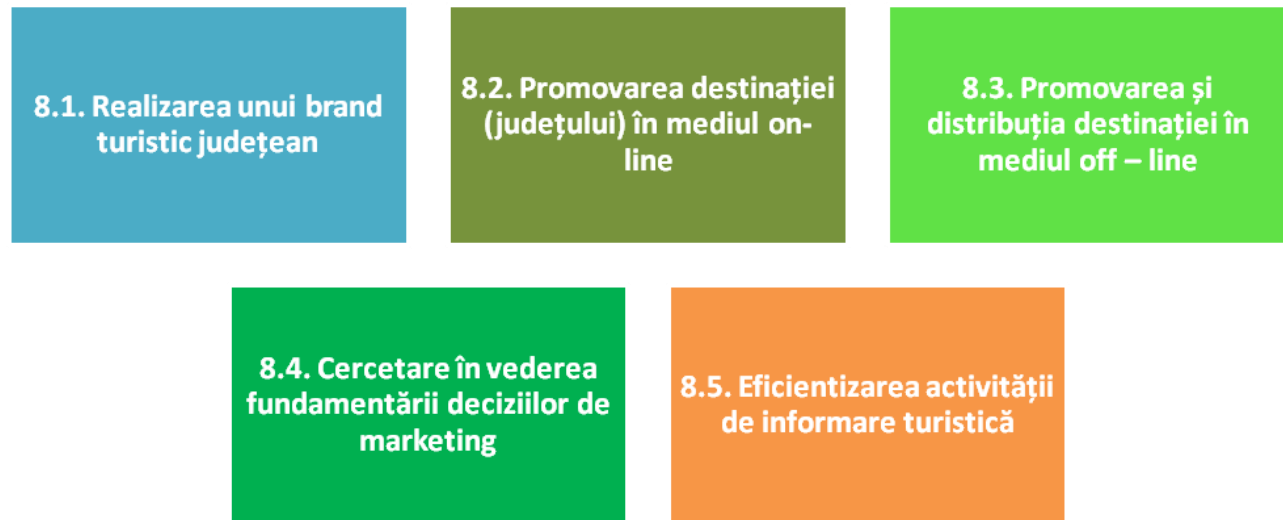 8.1. Realizarea unui brand
turistic județean
8.2. Promovarea destinației
(județului) în mediul on-
line
8.3. Promovarea și
distribuția destinației în
mediul off – line
8.4. Cercetare în vederea
fundamentării deciziilor de
marketing
8.5. Eficientizarea activității
de informare turistică